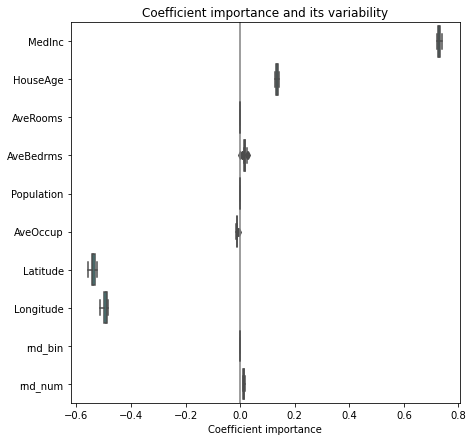 Coefficient importance and its variability
MedInc
HouseAge
AveRooms
AveBedrms
Population
AveOccup
Latitude
Longitude
rnd_bin
rnd_num
−0.6 −0.4 −0.2 0.0 0.2 0.4 0.6 0.8
Coefficient importance